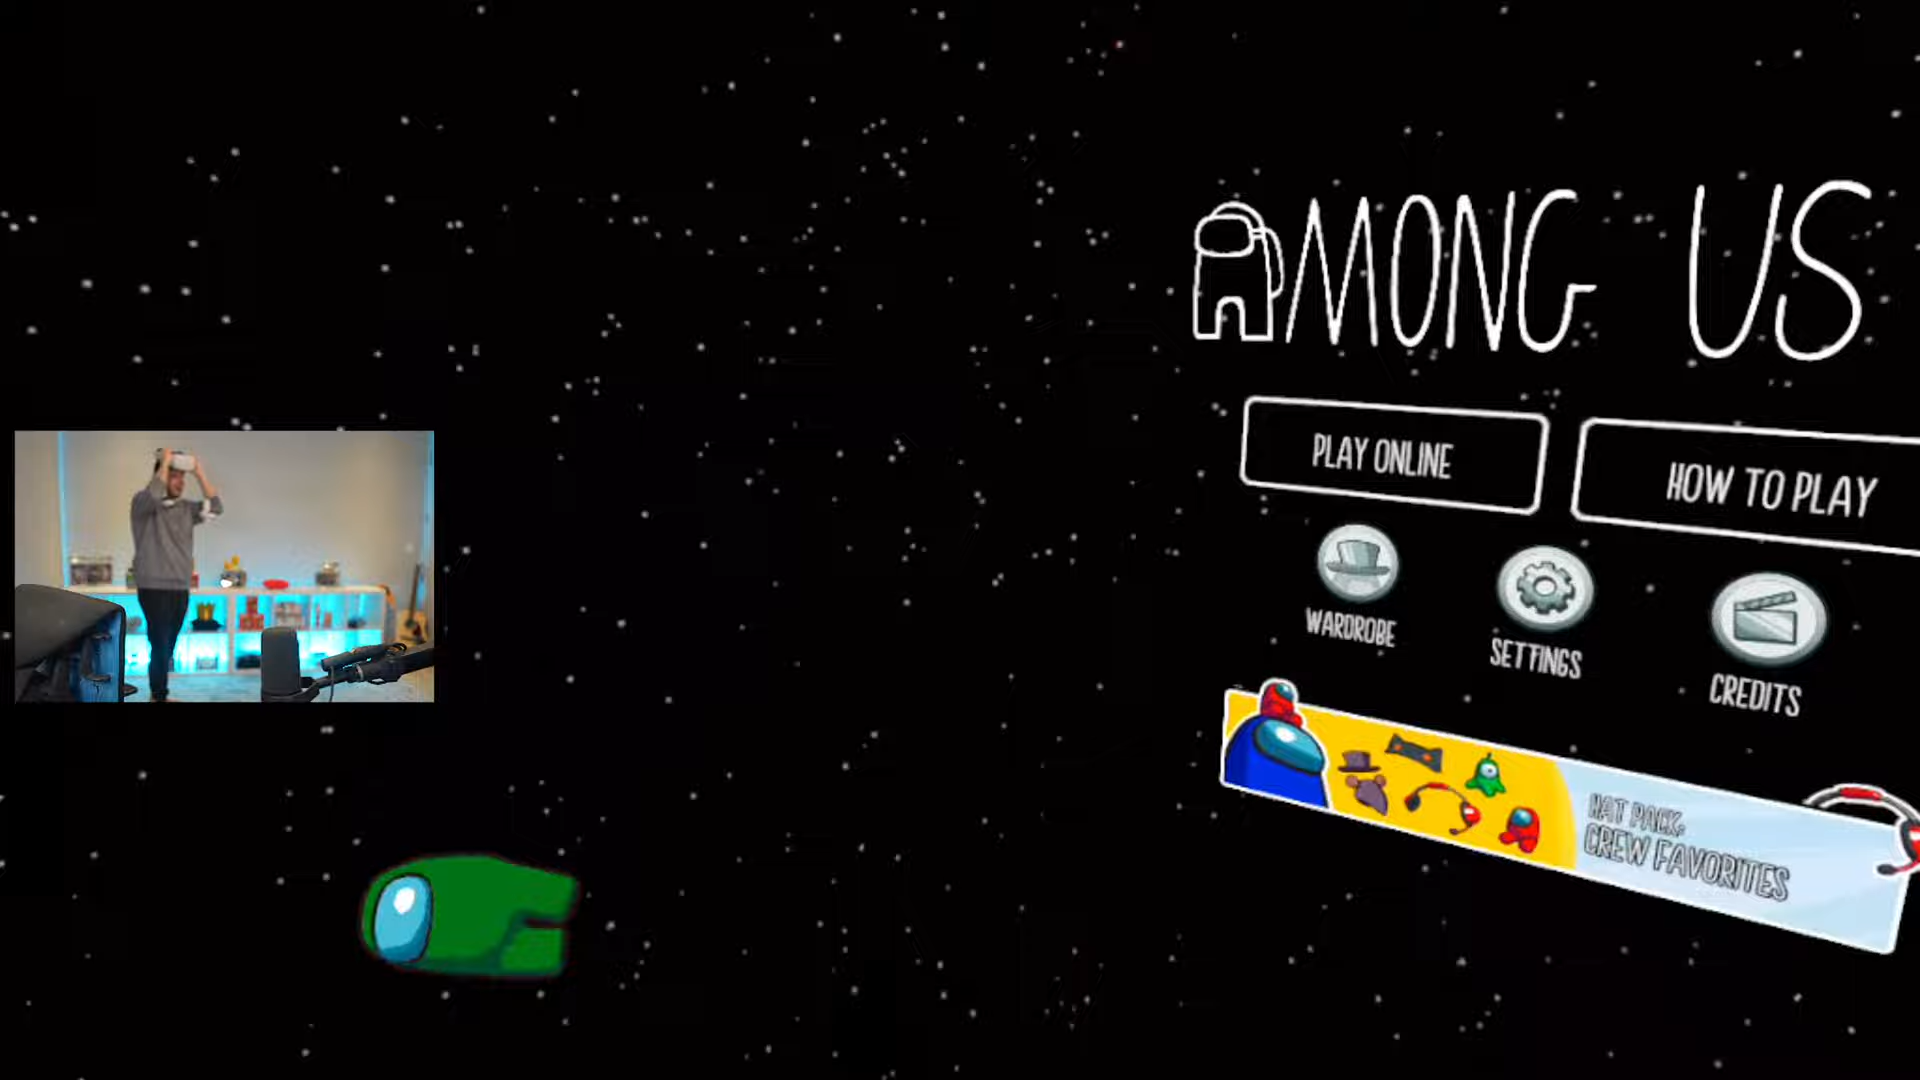 AMONG US
PLAY ONLINE
HOW TO PLAY
WARDROBE
SETTINGS
CREDITS
HAT PACK:
CREW FAVORITES